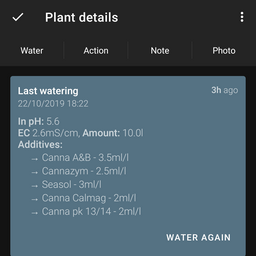 Plant details
Water Action Note Photo
Last watering 3h ago
22/10/2019 18:22
In pH: 5.6
EC 2.6mS/cm, Amount: 10.0l
Additives:
→ Canna A&B - 3.5ml/l
→ Cannazym - 2.5ml/l
→ Seasol - 3ml/l
→ Canna Calmag - 2ml/l
→ Canna pk 13/14 - 2ml/l
WATER AGAIN